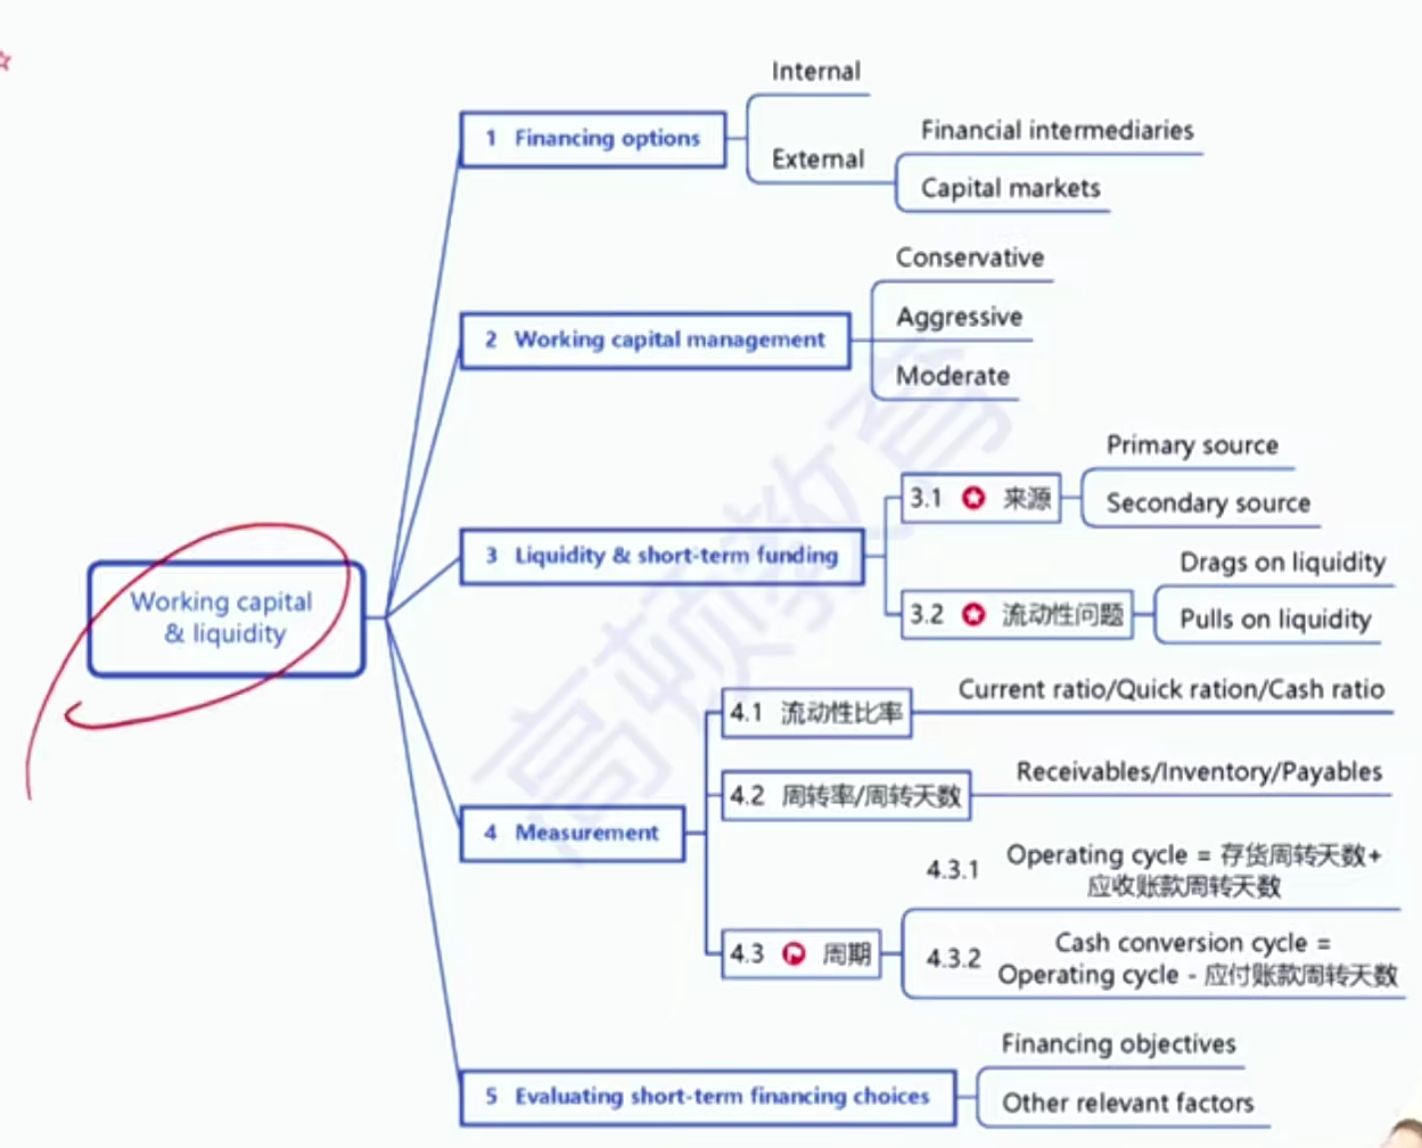 Internal
1 Financing options
External
Financial intermediaries
Capital markets
Conservative
2 Working capital management
Aggressive
Moderate
Primary source
3.1 来源
Secondary source
3 Liquidity & short-term funding
Drags on liquidity
3.2 流动性问题
Pulls on liquidity
Working capital
& liquidity
4.1 流动性比率
Current ratio/Quick ration/Cash ratio
4.2 周转率/周转天数
Receivables/Inventory/Payables
4 Measurement
4.3.1 Operating cycle = 存货周转天数+
应收账款周转天数
4.3 周期
4.3.2 Cash conversion cycle =
Operating cycle - 应付账款周转天数
Financing objectives
5 Evaluating short-term financing choices
Other relevant factors
高顿教育